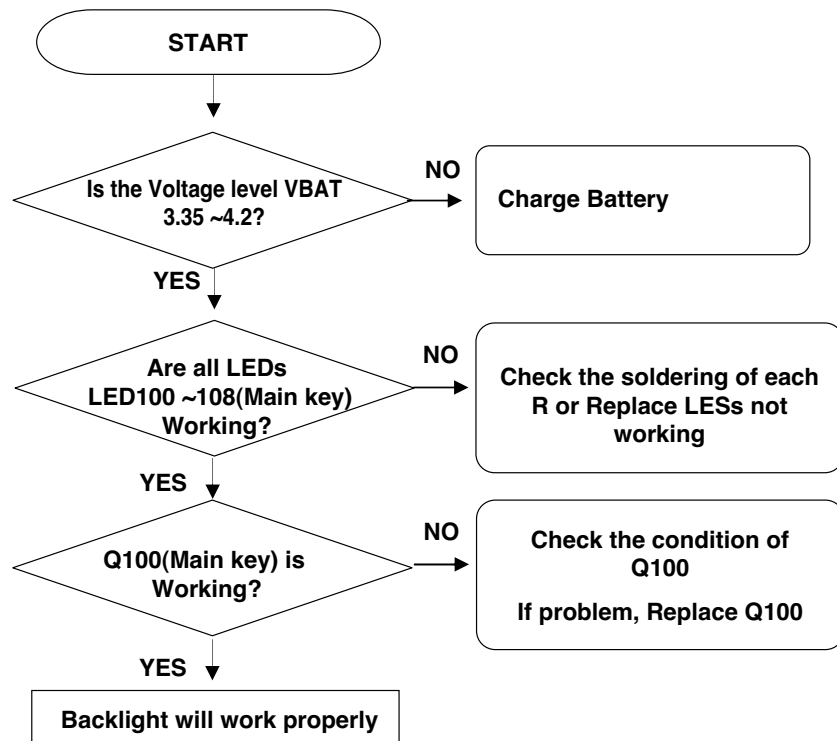 START
Is the Voltage level VBAT
3.35 ~4.2?
NO
Charge Battery
YES
Are all LEDs
LED100 ~108(Main key)
Working?
NO
Check the soldering of each
R or Replace LESs not
working
YES
Q100(Main key) is
Working?
NO
Check the condition of
Q100
If problem, Replace Q100
YES
Backlight will work properly